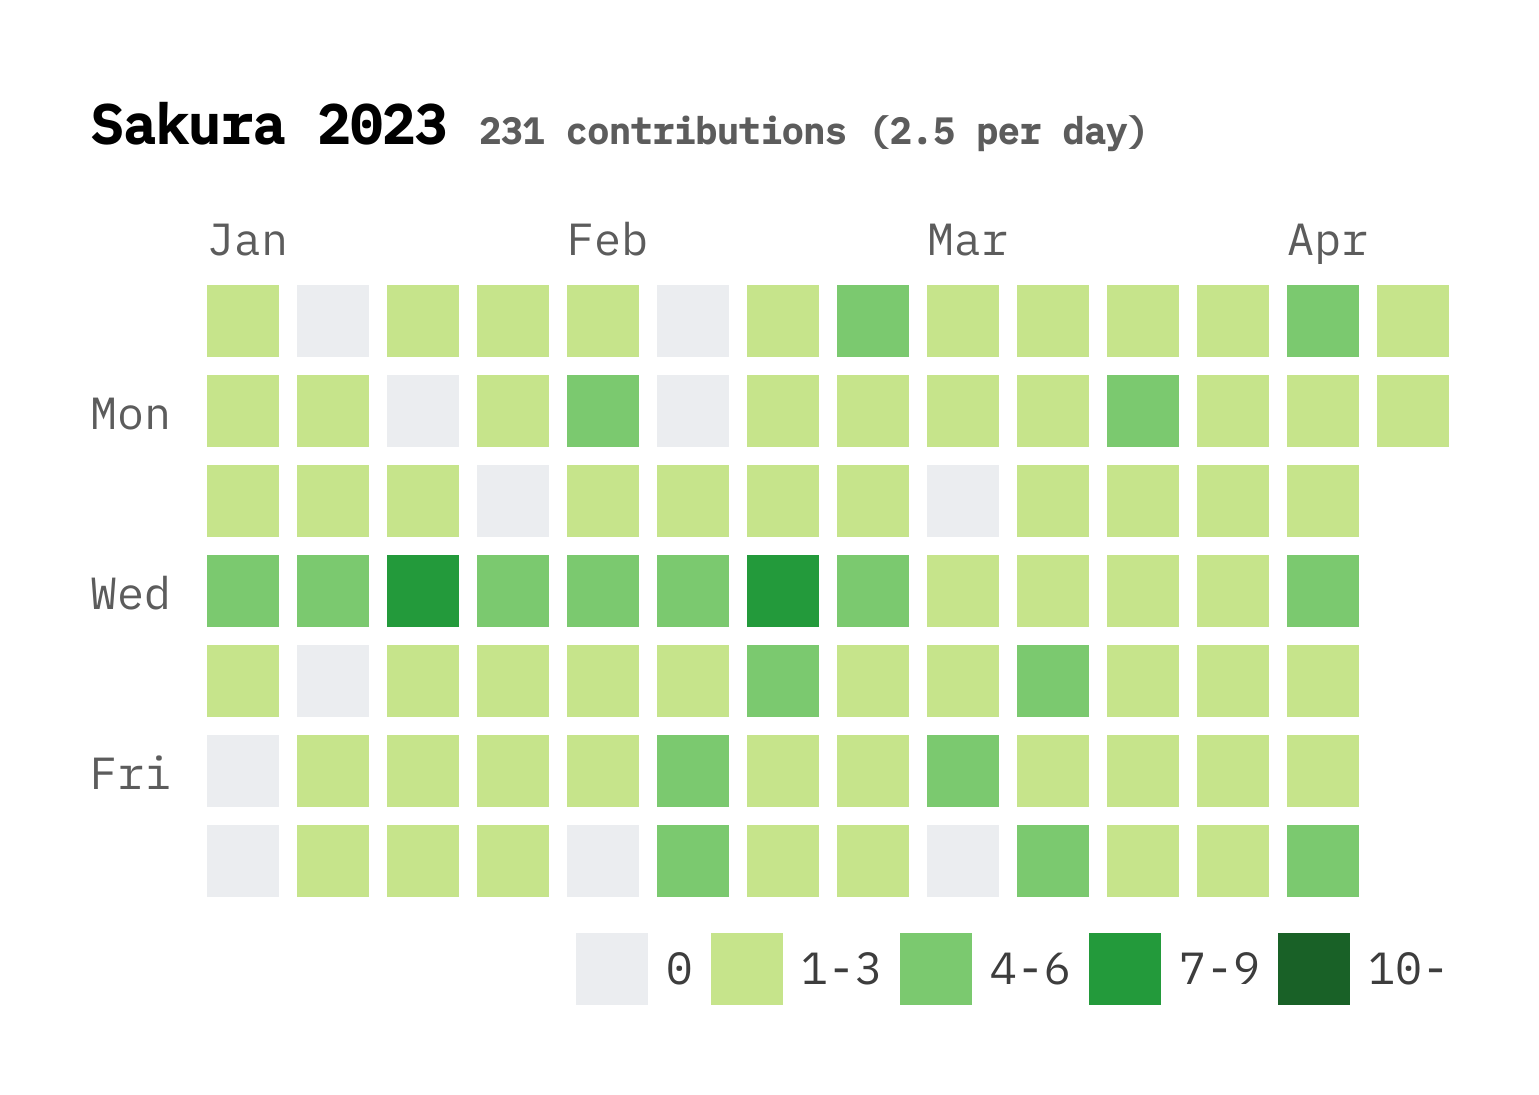 Sakura 2023 231 contributions (2.5 per day)
Jan Feb Mar Apr
Mon
Wed
Fri
0 1-3 4-6 7-9 10-